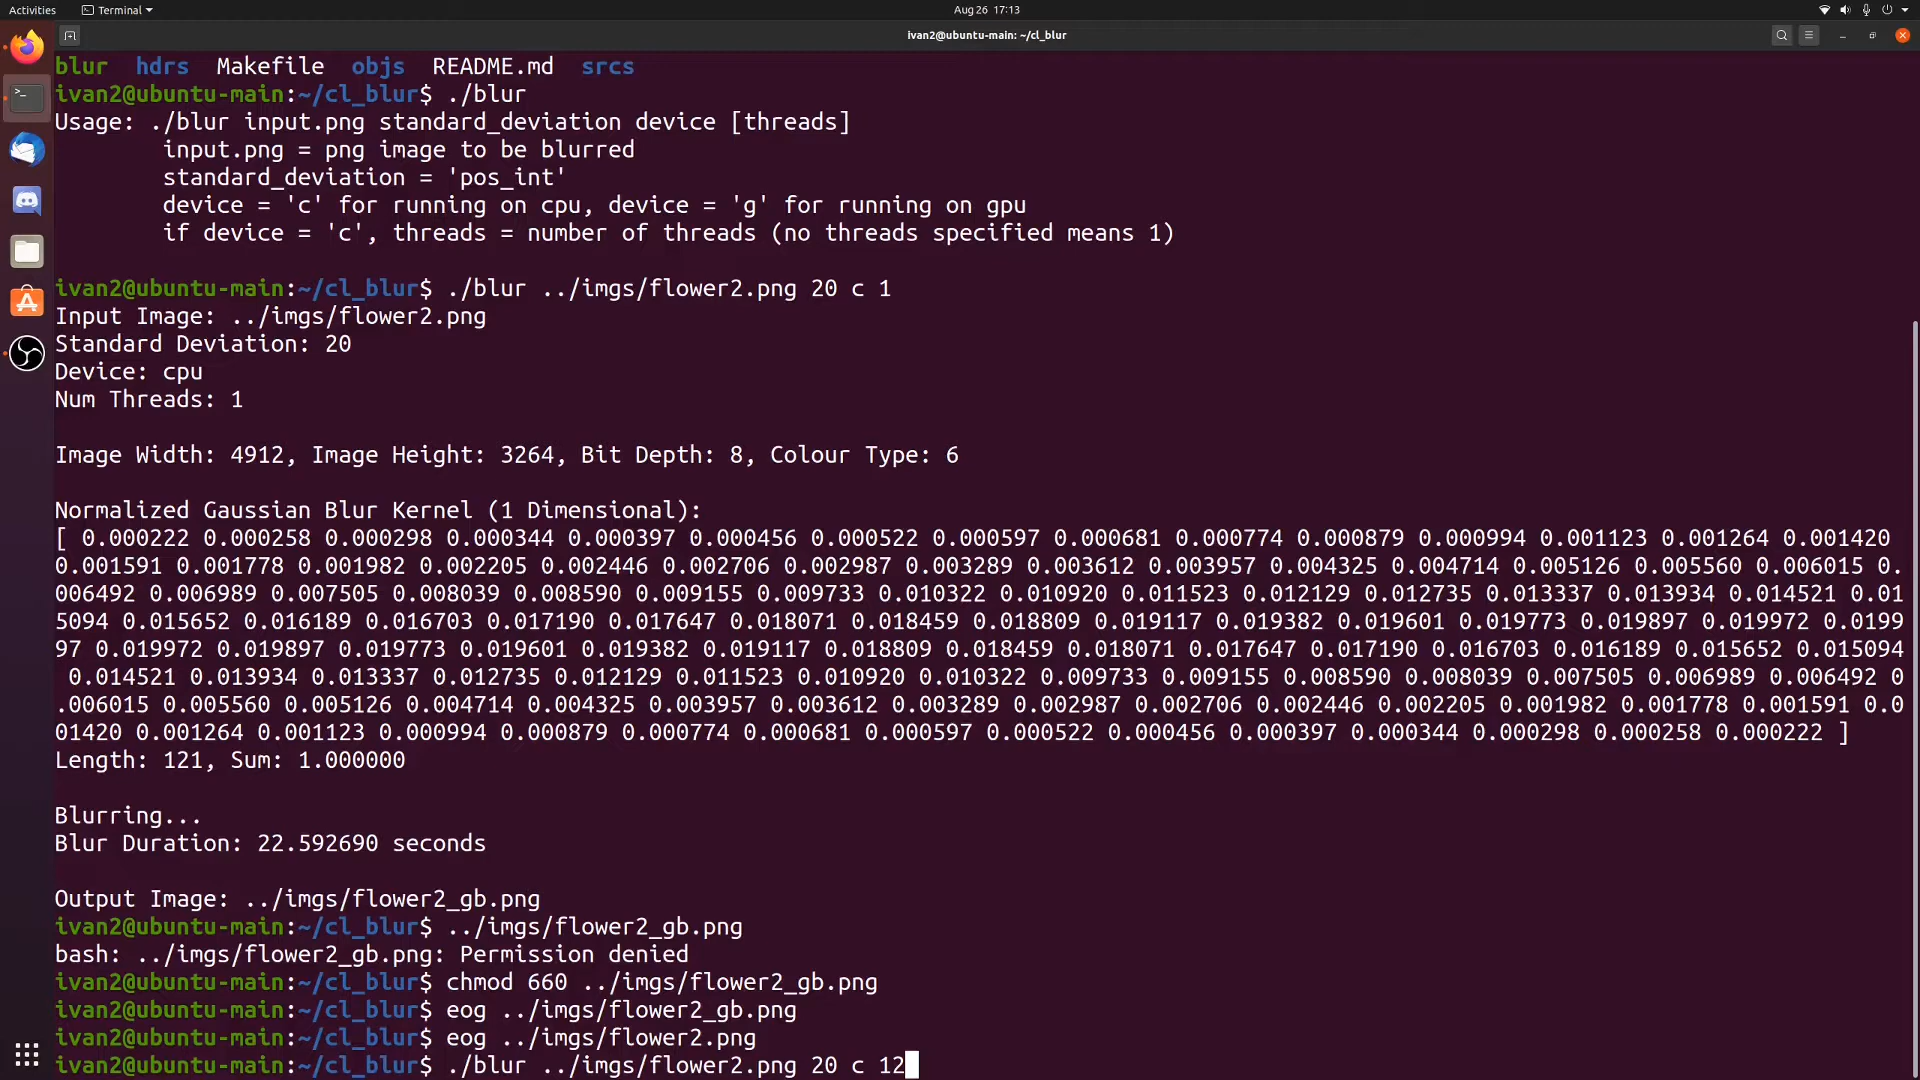 Activities Terminal Aug 26 17:13
ivan2@ubuntu-main: ~/cl_blur
blur hdrs Makefile objs README.md srcs
ivan2@ubuntu-main:~/cl_blur$ ./blur
Usage: ./blur input.png standard_deviation device [threads]
input.png = png image to be blurred
standard_deviation = 'pos_int'
device = 'c' for running on cpu, device = 'g' for running on gpu
if device = 'c', threads = number of threads (no threads specified means 1)
ivan2@ubuntu-main:~/cl_blur$ ./blur ../imgs/flower2.png 20 c 1
Input Image: ../imgs/flower2.png
Standard Deviation: 20
Device: cpu
Num Threads: 1
Image Width: 4912, Image Height: 3264, Bit Depth: 8, Colour Type: 6
Normalized Gaussian Blur Kernel (1 Dimensional):
[ 0.000222 0.000258 0.000298 0.000344 0.000397 0.000456 0.000522 0.000597 0.000681 0.000774 0.000879 0.000994 0.001123 0.001264 0.001420
0.001591 0.001778 0.001982 0.002205 0.002446 0.002706 0.002987 0.003289 0.003612 0.003957 0.004325 0.004714 0.005126 0.005560 0.006015 0.
006492 0.006989 0.007505 0.008039 0.008590 0.009155 0.009733 0.010322 0.010920 0.011523 0.012129 0.012735 0.013337 0.013934 0.014521 0.01
5094 0.015652 0.016189 0.016703 0.017190 0.017647 0.018071 0.018459 0.018809 0.019117 0.019382 0.019601 0.019773 0.019897 0.019972 0.0199
97 0.019972 0.019897 0.019773 0.019601 0.019382 0.019117 0.018809 0.018459 0.018071 0.017647 0.017190 0.016703 0.016189 0.015652 0.015094
0.014521 0.013934 0.013337 0.012735 0.012129 0.011523 0.010920 0.010322 0.009733 0.009155 0.008590 0.008039 0.007505 0.006989 0.006492 0
.006015 0.005560 0.005126 0.004714 0.004325 0.003957 0.003612 0.003289 0.002987 0.002706 0.002446 0.002205 0.001982 0.001778 0.001591 0.0
01420 0.001264 0.001123 0.000994 0.000879 0.000774 0.000681 0.000597 0.000522 0.000456 0.000397 0.000344 0.000298 0.000258 0.000222 ]
Length: 121, Sum: 1.000000
Blurring...
Blur Duration: 22.592690 seconds
Output Image: ../imgs/flower2_gb.png
ivan2@ubuntu-main:~/cl_blur$ ../imgs/flower2_gb.png
bash: ../imgs/flower2_gb.png: Permission denied
ivan2@ubuntu-main:~/cl_blur$ chmod 660 ../imgs/flower2_gb.png
ivan2@ubuntu-main:~/cl_blur$ eog ../imgs/flower2_gb.png
ivan2@ubuntu-main:~/cl_blur$ eog ../imgs/flower2.png
ivan2@ubuntu-main:~/cl_blur$ ./blur ../imgs/flower2.png 20 c 12